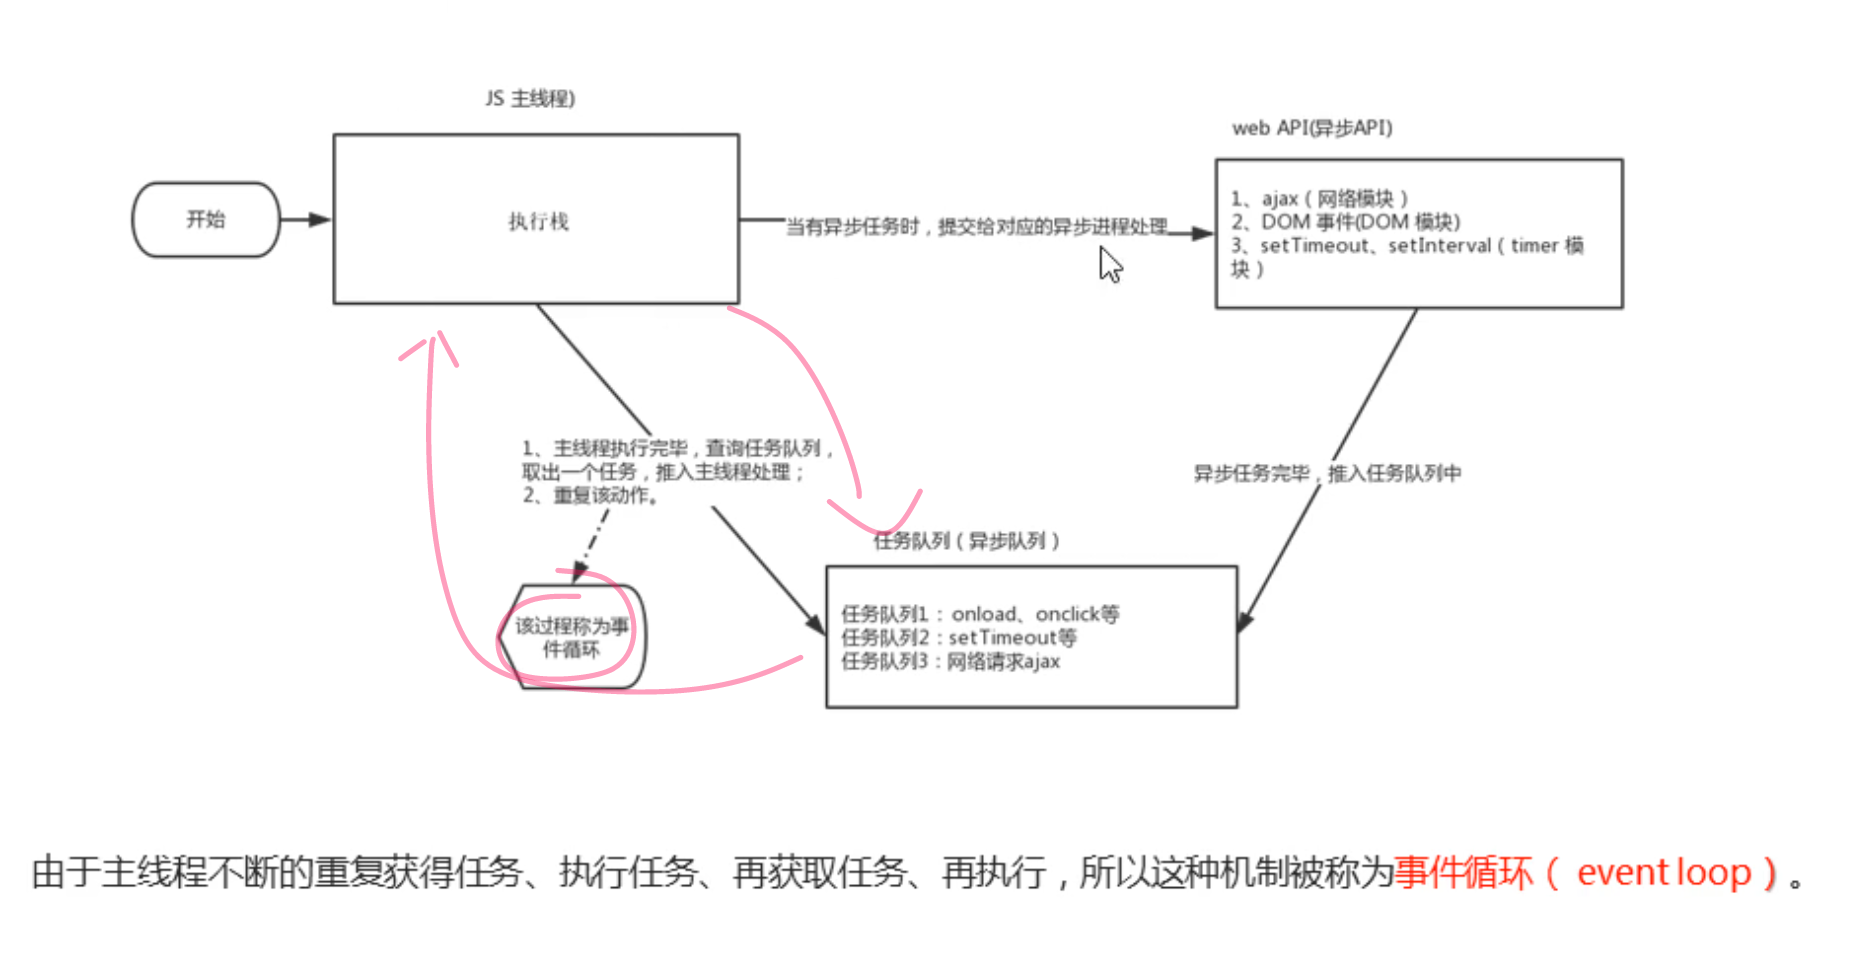 JS 主线程)
web API(异步API)
开始
执行栈
当有异步任务时，提交给对应的异步进程处理
1、ajax（网络模块）
2、DOM 事件(DOM 模块)
3、setTimeout、setInterval（timer 模
块）
1、主线程执行完毕，查询任务队列，
取出一个任务，推入主线程处理；
2、重复该动作。
异步任务完毕，推入任务队列中
任务队列（异步队列）
该过程称为事
件循环
任务队列1：onload、onclick等
任务队列2：setTimeout等
任务队列3：网络请求ajax
由于主线程不断的重复获得任务、执行任务、再获取任务、再执行，所以这种机制被称为事件循环（ event loop）。